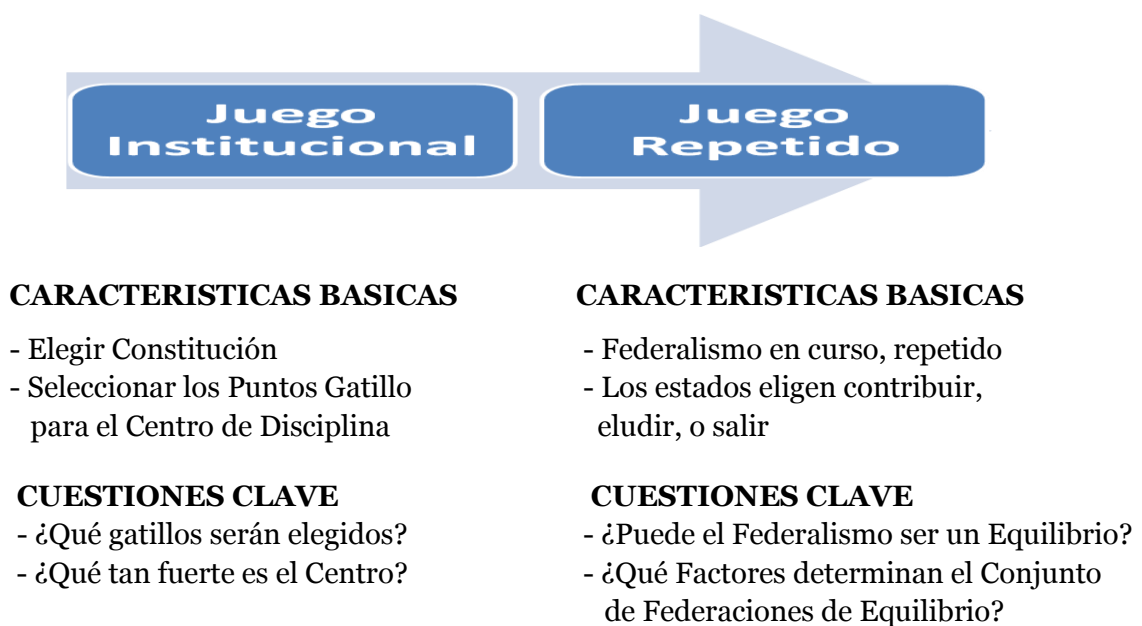 Juego
Institucional
Juego
Repetido
CARACTERISTICAS BASICAS
- Elegir Constitución
- Seleccionar los Puntos Gatillo
para el Centro de Disciplina
CUESTIONES CLAVE
- ¿Qué gatillos serán elegidos?
- ¿Qué tan fuerte es el Centro?
CARACTERISTICAS BASICAS
- Federalismo en curso, repetido
- Los estados eligen contribuir,
eludir, o salir
CUESTIONES CLAVE
- ¿Puede el Federalismo ser un Equilibrio?
- ¿Qué Factores determinan el Conjunto
de Federaciones de Equilibrio?